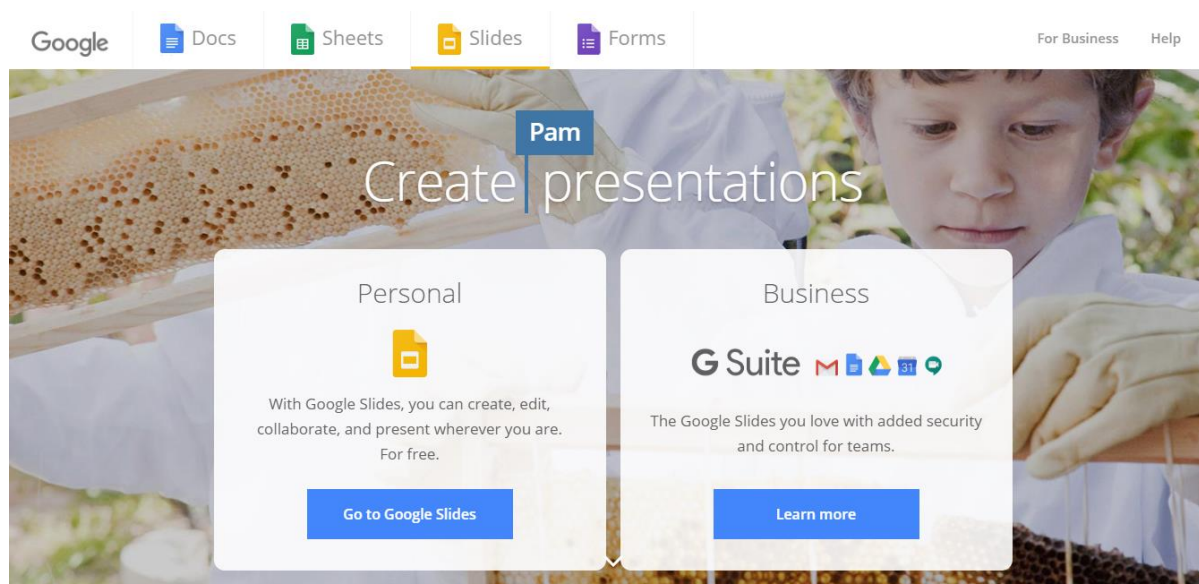 Google Docs Sheets Slides Forms For Business Help
Pam
Create presentations
Personal
With Google Slides, you can create, edit,
collaborate, and present wherever you are.
For free.
Go to Google Slides
Business
G Suite 31
The Google Slides you love with added security
and control for teams.
Learn more